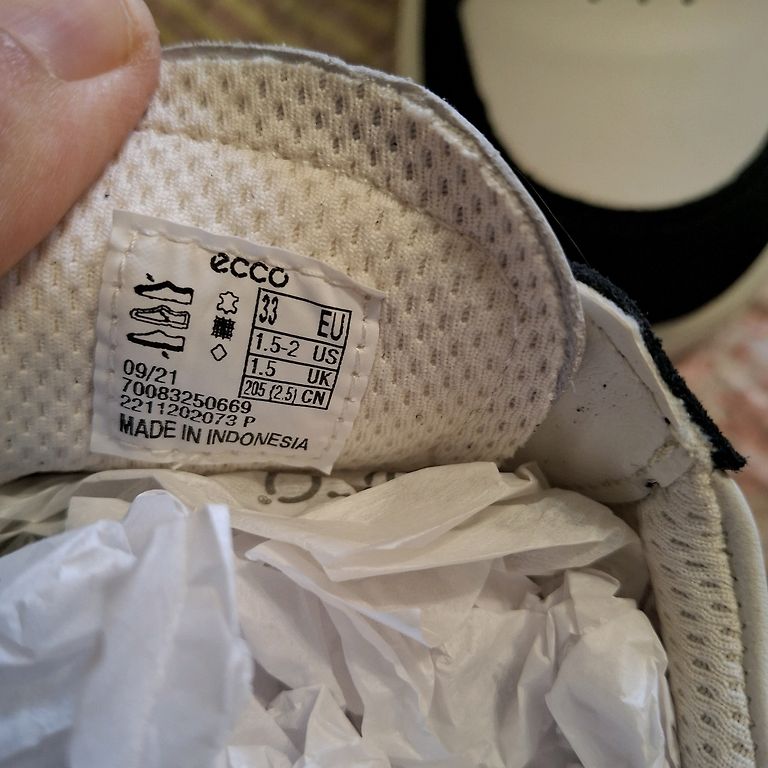 ecco
33 EU
1.5-2 US
1.5 UK
205 (2.5) CN
09/21
70083250669
2211202073 P
MADE IN INDONESIA